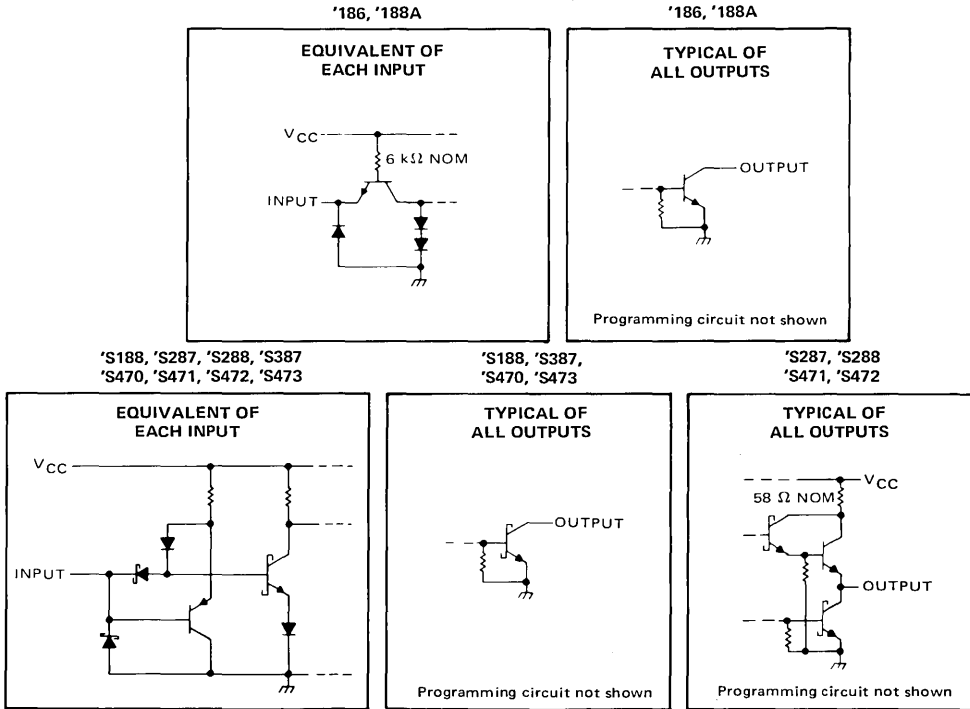 '186, '188A
EQUIVALENT OF
EACH INPUT
VCC
6 kΩ NOM
INPUT
'186, '188A
TYPICAL OF
ALL OUTPUTS
OUTPUT
Programming circuit not shown
'S188, 'S287, 'S288, 'S387
'S470, 'S471, 'S472, 'S473
EQUIVALENT OF
EACH INPUT
VCC
INPUT
'S188, 'S387,
'S470, 'S473
TYPICAL OF
ALL OUTPUTS
OUTPUT
Programming circuit not shown
'S287, 'S288
'S471, 'S472
TYPICAL OF
ALL OUTPUTS
VCC
58 Ω NOM
OUTPUT
Programming circuit not shown